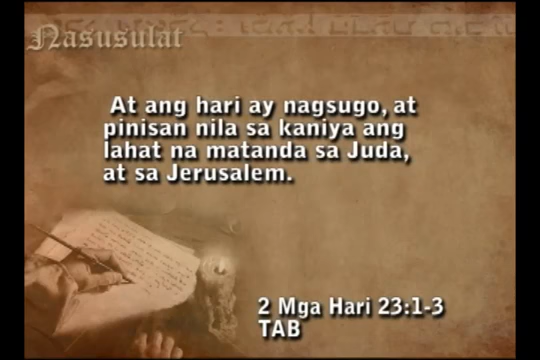 Nasusulat
At ang hari ay nagsugo, at
pinisan nila sa kaniya ang
lahat na matanda sa Juda,
at sa Jerusalem.
2 Mga Hari 23:1-3
TAB